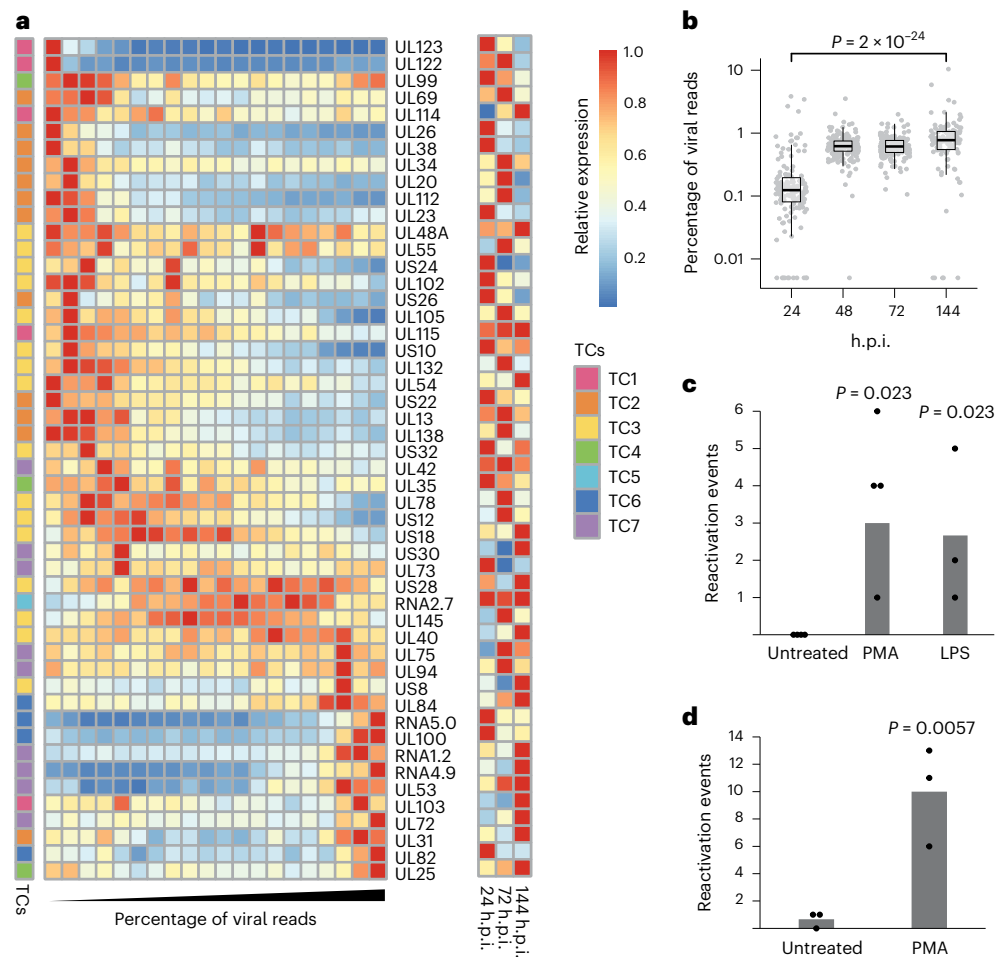 a
UL123
UL122
UL99
UL69
UL114
UL26
UL38
UL34
UL20
UL112
UL23
UL48A
UL55
US24
UL102
US26
UL105
UL115
US10
UL132
UL54
US22
UL13
UL138
US32
UL42
UL35
UL78
US12
US18
US30
UL73
US28
RNA2.7
UL145
UL40
UL75
UL94
US8
UL84
RNA5.0
UL100
RNA1.2
RNA4.9
UL53
UL103
UL72
UL31
UL82
UL25
TCs
Percentage of viral reads
24 h.p.i.
72 h.p.i.
144 h.p.i.
Relative expression
1.0
0.8
0.6
0.4
0.2
TCs
TC1
TC2
TC3
TC4
TC5
TC6
TC7
b
P = 2 × 10⁻²⁴
Percentage of viral reads
10
1
0.1
0.01
24 48 72 144
h.p.i.
c
P = 0.023
P = 0.023
Reactivation events
6
5
4
3
2
1
Untreated PMA LPS
d
P = 0.0057
Reactivation events
14
12
10
8
6
4
2
Untreated PMA